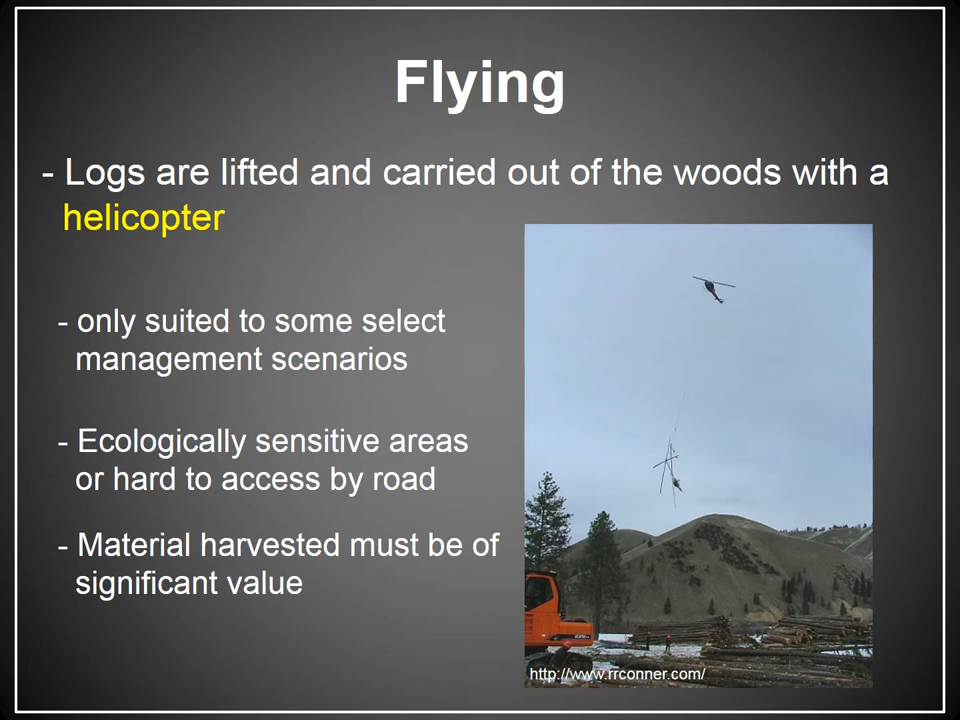 Flying
- Logs are lifted and carried out of the woods with a
helicopter
- only suited to some select
management scenarios
- Ecologically sensitive areas
or hard to access by road
- Material harvested must be of
significant value
http://www.rrconner.com/